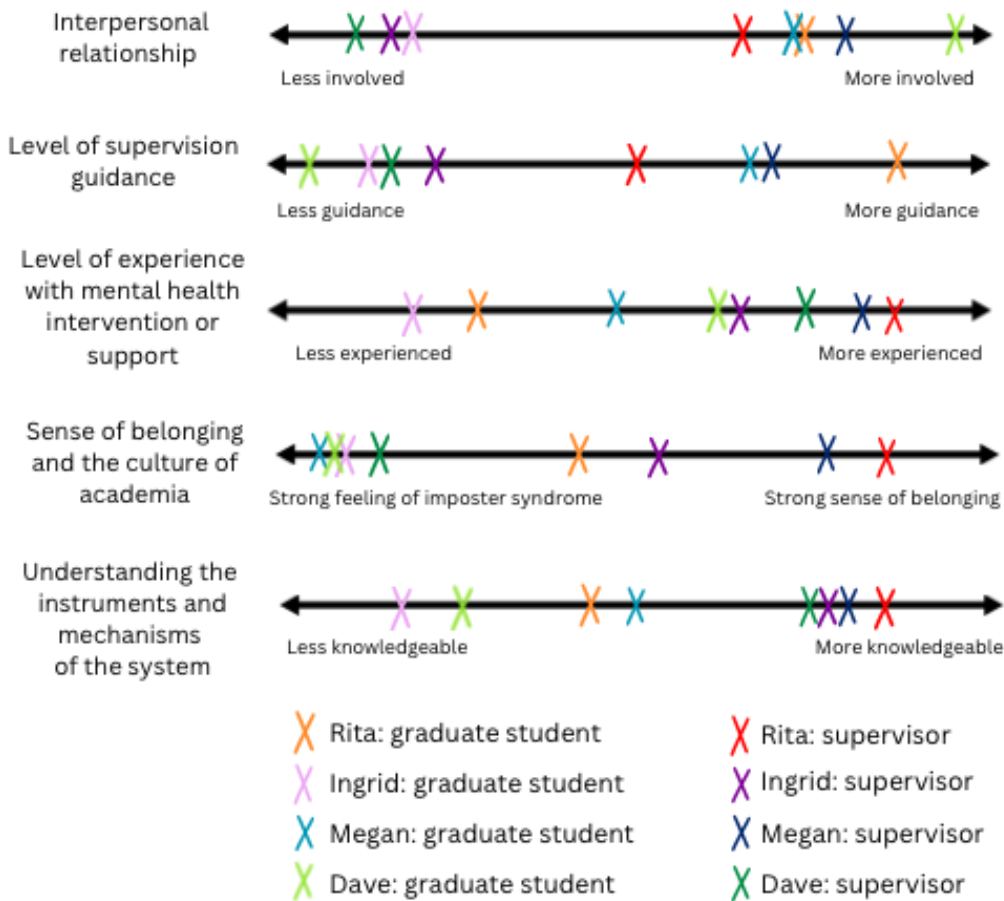 Interpersonal
relationship
Less involved
More involved
Level of supervision
guidance
Less guidance
More guidance
Level of experience
with mental health
intervention or
support
Less experienced
More experienced
Sense of belonging
and the culture of
academia
Strong feeling of imposter syndrome
Strong sense of belonging
Understanding the
instruments and
mechanisms
of the system
Less knowledgeable
More knowledgeable
Rita: graduate student
Ingrid: graduate student
Megan: graduate student
Dave: graduate student
Rita: supervisor
Ingrid: supervisor
Megan: supervisor
Dave: supervisor